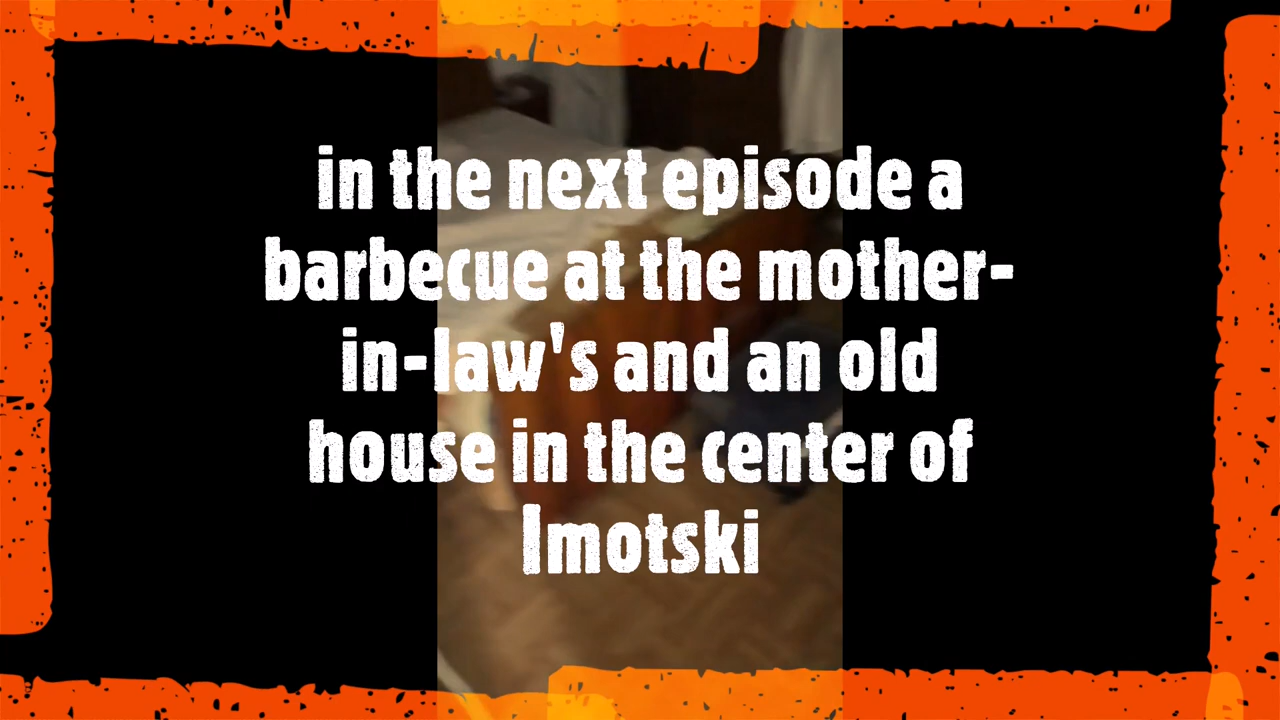 in the next episode a
barbecue at the mother-
in-law's and an old
house in the center of
Imotski